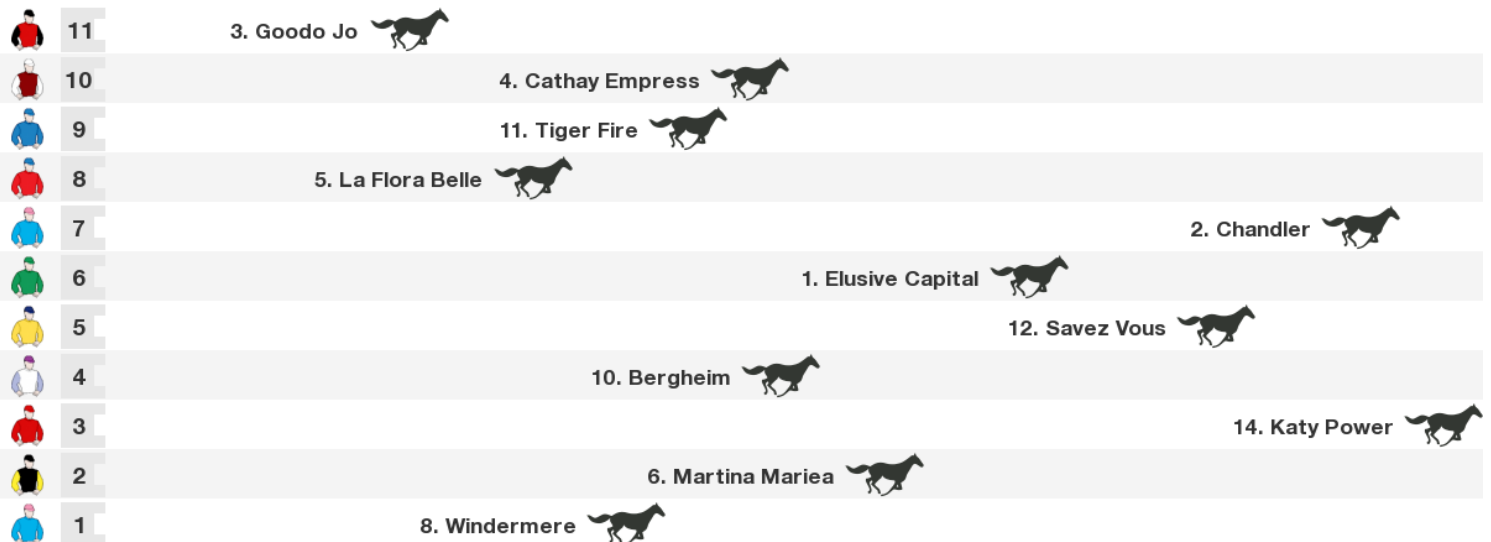 11 3. Goodo Jo
10 4. Cathay Empress
9 11. Tiger Fire
8 5. La Flora Belle
7 2. Chandler
6 1. Elusive Capital
5 12. Savez Vous
4 10. Bergheim
3 14. Katy Power
2 6. Martina Mariea
1 8. Windermere